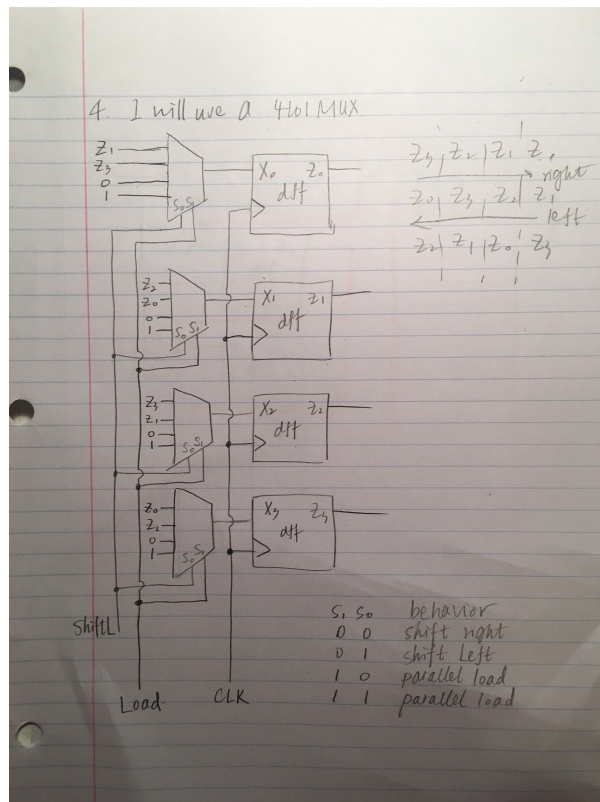 4. I will use a 4to1 MUX
Z1
Z3
0
1
S0 S1
X0 Z0
dff
Z3 | Z2 | Z1 | Z0
right
Z0 | Z3 | Z2 | Z1
left
Z2 | Z1 | Z0 | Z3
Z2
Z0
0
1
S0 S1
X1 Z1
dff
Z3
Z1
0
1
S0 S1
X2 Z2
dff
Z0
Z2
0
1
S0 S1
X3 Z3
dff
ShiftL
Load
CLK
S1 S0 behavior
0 0 shift right
0 1 shift Left
1 0 parallel load
1 1 parallel load